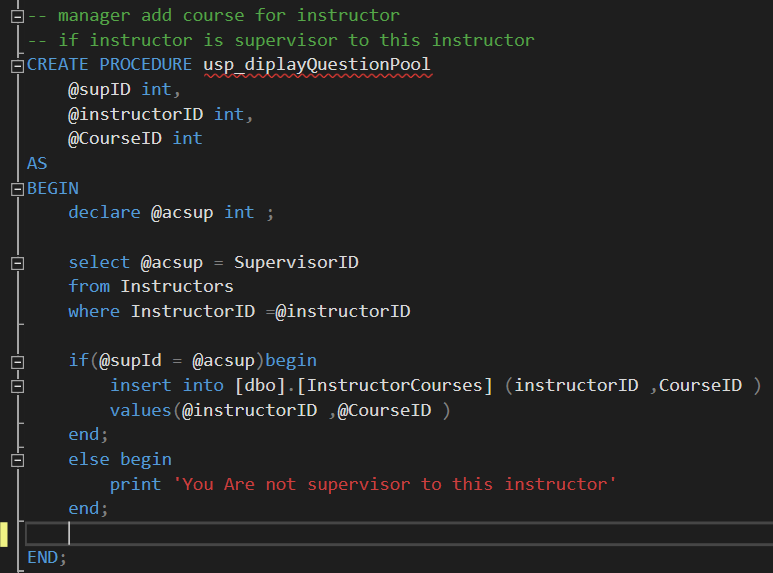 -- manager add course for instructor
-- if instructor is supervisor to this instructor
CREATE PROCEDURE usp_diplayQuestionPool
@supID int,
@instructorID int,
@CourseID int
AS
BEGIN
declare @acsup int ;
select @acsup = SupervisorID
from Instructors
where InstructorID =@instructorID
if(@supId = @acsup)begin
insert into [dbo].[InstructorCourses] (instructorID ,CourseID )
values(@instructorID ,@CourseID )
end;
else begin
print 'You Are not supervisor to this instructor'
end;
END;